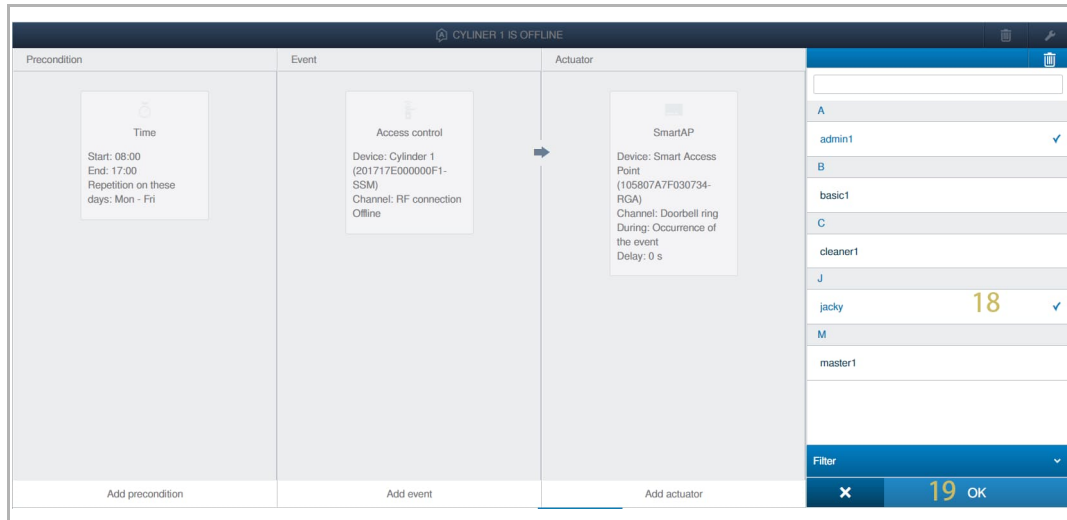 CYLINER 1 IS OFFLINE
Precondition
Event
Actuator
Time
Start: 08:00
End: 17:00
Repetition on these
days: Mon - Fri
Access control
Device: Cylinder 1
(201717E000000F1-
SSM)
Channel: RF connection
Offline
SmartAP
Device: Smart Access
Point
(105807A7F030734-
RGA)
Channel: Doorbell ring
During: Occurrence of
the event
Delay: 0 s
A
admin1
B
basic1
C
cleaner1
J
jacky 18
M
master1
Filter
Add precondition
Add event
Add actuator
19 OK